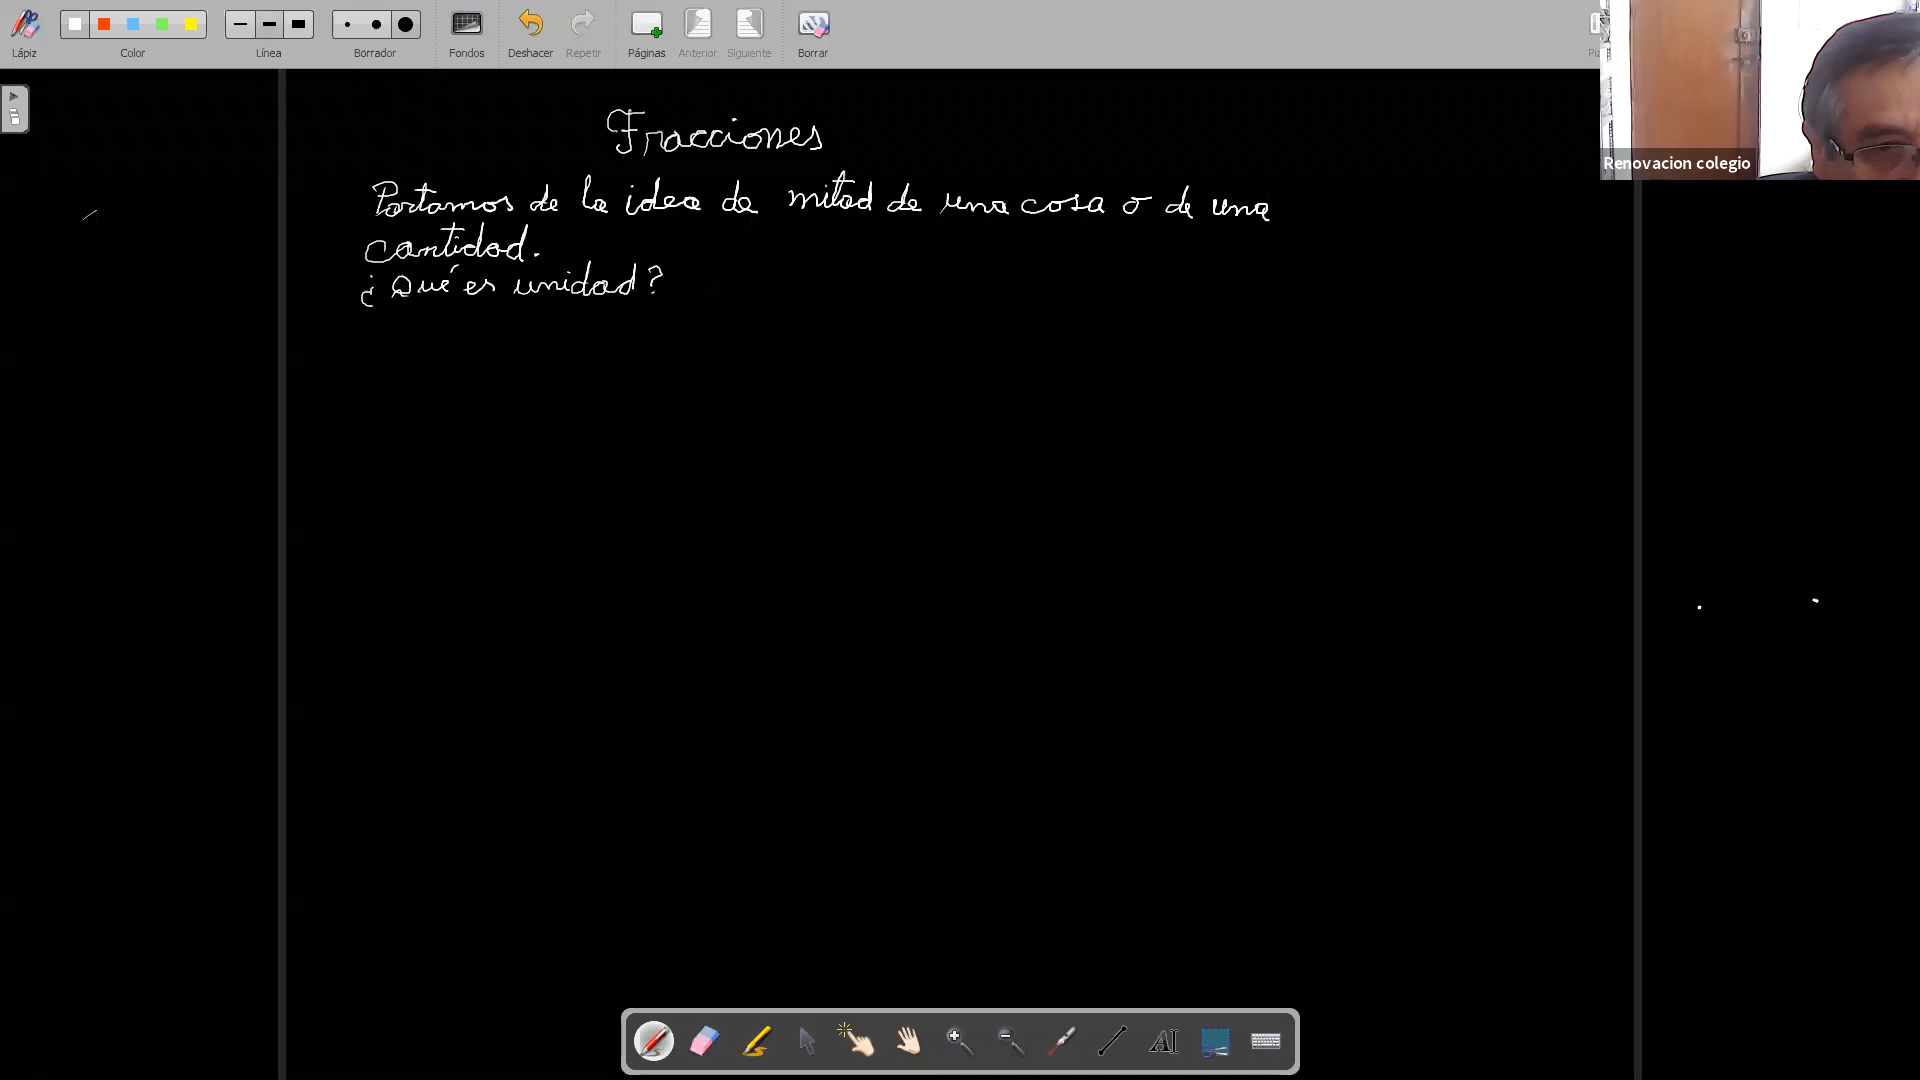 Lápiz Color Línea Borrador Fondos Deshacer Repetir Páginas Anterior Siguiente Borrar
Renovacion colegio
Fracciones
Partamos de la idea de mitad de una cosa o de una
cantidad.
¿Qué es unidad?